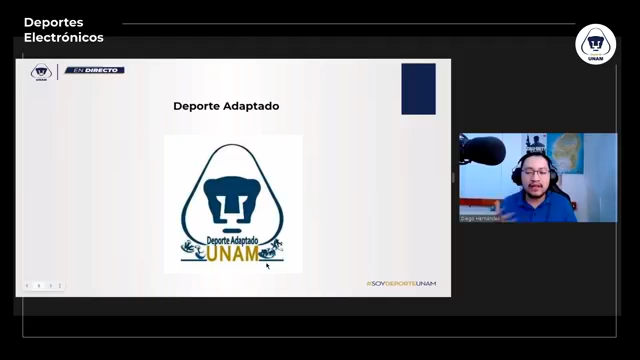 Deportes
Electrónicos
UNAM
UNAM
EN DIRECTO
Deporte Adaptado
Deporte Adaptado
UNAM
#SOYDEPORTEUNAM
Diego Hernández